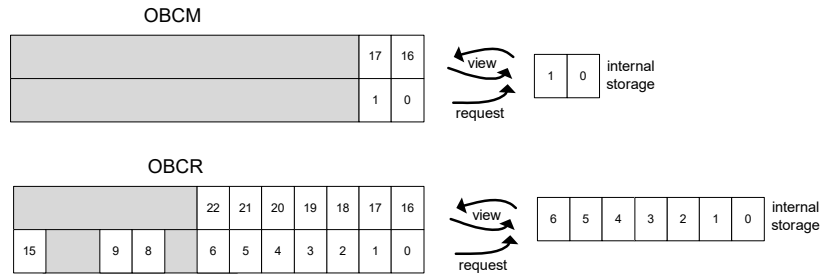 OBCM
17 16
view
1 0
internal
storage
1 0
request
OBCR
22 21 20 19 18 17 16
view
6 5 4 3 2 1 0
internal
storage
15 9 8 6 5 4 3 2 1 0
request